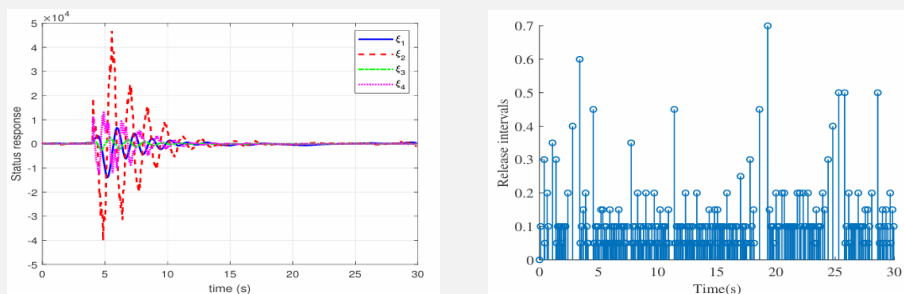 ×10⁴
5
4
3
2
1
0
-1
-2
-3
-4
-5
0 5 10 15 20 25 30
time (s)
Status response
ξ₁
ξ₂
ξ₃
ξ₄
0.7
0.6
0.5
0.4
0.3
0.2
0.1
0
0 5 10 15 20 25 30
Time(s)
Release intervals